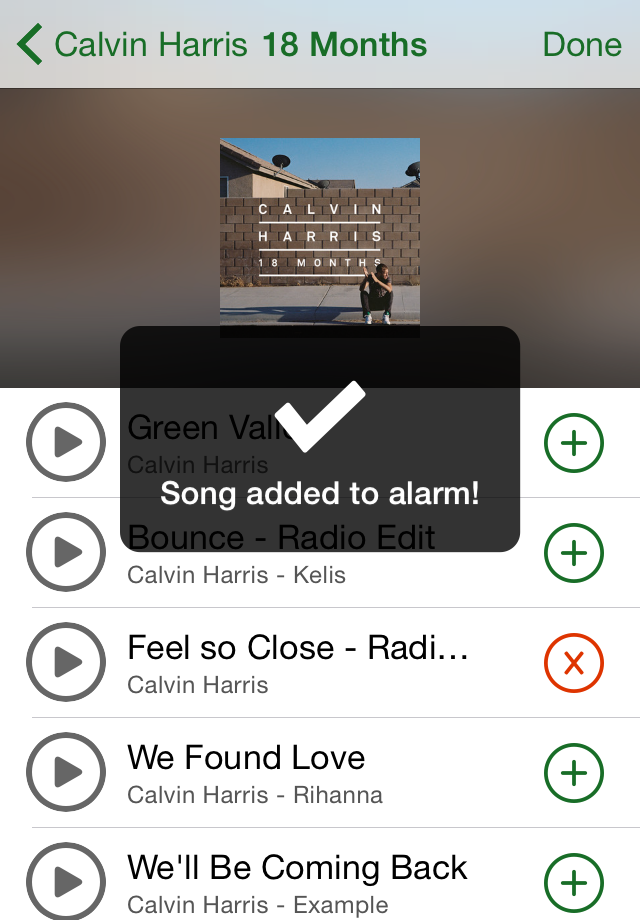 Calvin Harris 18 Months Done
CALVIN
HARRIS
18 MONTHS
Green Vall
Calvin Harris
Song added to alarm!
Bounce - Radio Edit
Calvin Harris - Kelis
Feel so Close - Radi...
Calvin Harris
We Found Love
Calvin Harris - Rihanna
We'll Be Coming Back
Calvin Harris - Example